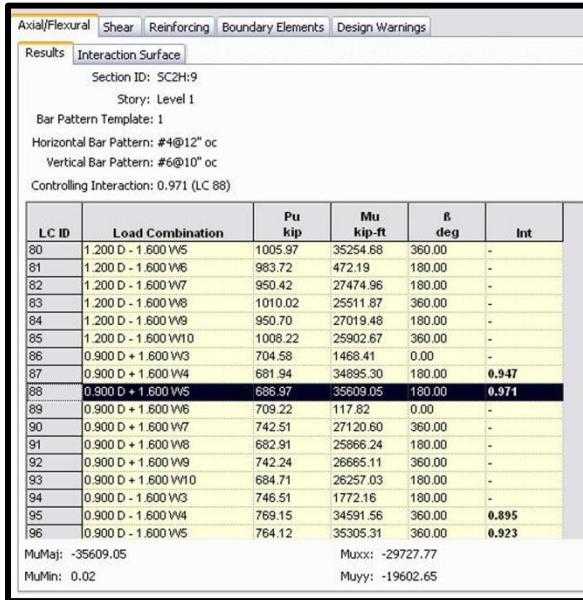 Axial/Flexural Shear Reinforcing Boundary Elements Design Warnings
Results Interaction Surface
Section ID: SC2H:9
Story: Level 1
Bar Pattern Template: 1
Horizontal Bar Pattern: #4@12" oc
Vertical Bar Pattern: #6@10" oc
Controlling Interaction: 0.971 (LC 88)
LC ID Load Combination Pu kip Mu kip-ft ß deg Int
80 1.200 D - 1.600 W5 1005.97 35254.68 360.00 -
81 1.200 D - 1.600 W6 983.72 472.19 180.00 -
82 1.200 D - 1.600 W7 950.42 27474.96 180.00 -
83 1.200 D - 1.600 W8 1010.02 25511.87 360.00 -
84 1.200 D - 1.600 W9 950.70 27019.48 180.00 -
85 1.200 D - 1.600 W10 1008.22 25902.67 360.00 -
86 0.900 D + 1.600 W3 704.58 1468.41 0.00 -
87 0.900 D + 1.600 W4 681.94 34895.30 180.00 0.947
88 0.900 D + 1.600 W5 686.97 35609.05 180.00 0.971
89 0.900 D + 1.600 W6 709.22 117.82 0.00 -
90 0.900 D + 1.600 W7 742.51 27120.60 360.00 -
91 0.900 D + 1.600 W8 682.91 25866.24 180.00 -
92 0.900 D + 1.600 W9 742.24 26665.11 360.00 -
93 0.900 D + 1.600 W10 684.71 26257.03 180.00 -
94 0.900 D - 1.600 W3 746.51 1772.16 180.00 -
95 0.900 D - 1.600 W4 769.15 34591.56 360.00 0.895
96 0.900 D - 1.600 W5 764.12 35305.31 360.00 0.923
MuMaj: -35609.05 Muxx: -29727.77
MuMin: 0.02 Muyy: -19602.65